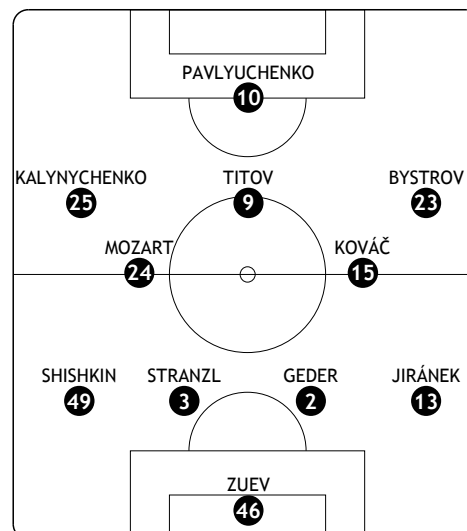 PAVLYUCHENKO
10
KALYNYCHENKO TITOV BYSTROV
25 9 23
MOZART KOVÁČ
24 15
SHISHKIN STRANZL GEDER JIRÁNEK
49 3 2 13
ZUEV
46